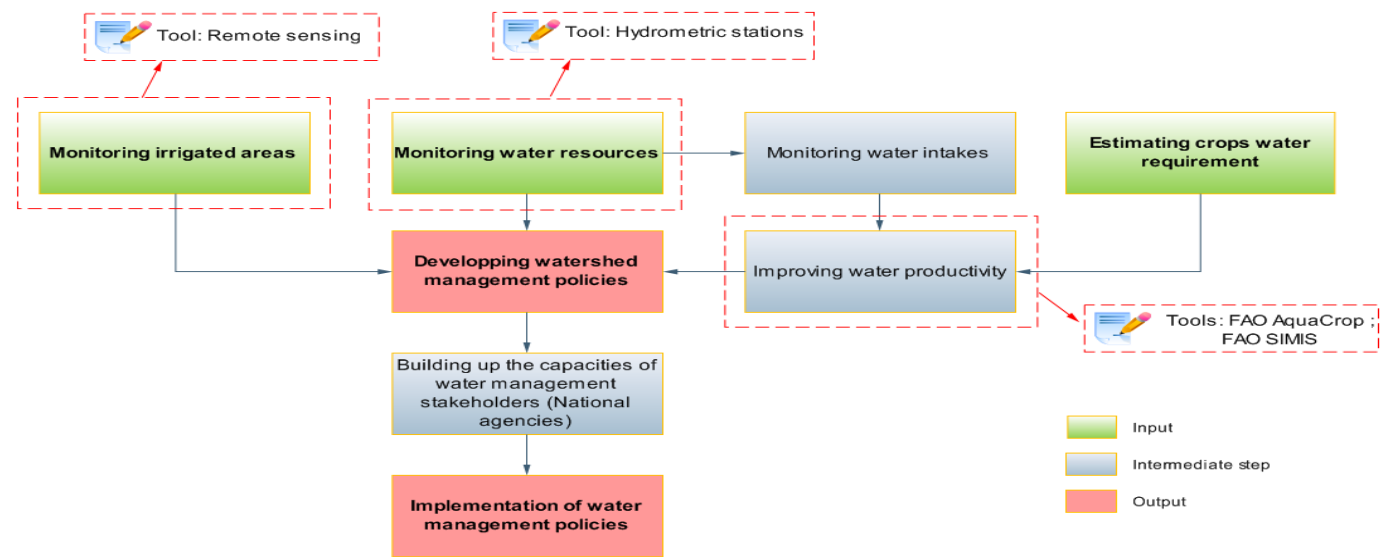 Tool: Remote sensing
Tool: Hydrometric stations
Monitoring irrigated areas
Monitoring water resources
Monitoring water intakes
Estimating crops water
requirement
Developping watershed
management policies
Improving water productivity
Tools: FAO AquaCrop ;
FAO SIMIS
Building up the capacities of
water management
stakeholders (National
agencies)
Input
Intermediate step
Output
Implementation of water
management policies